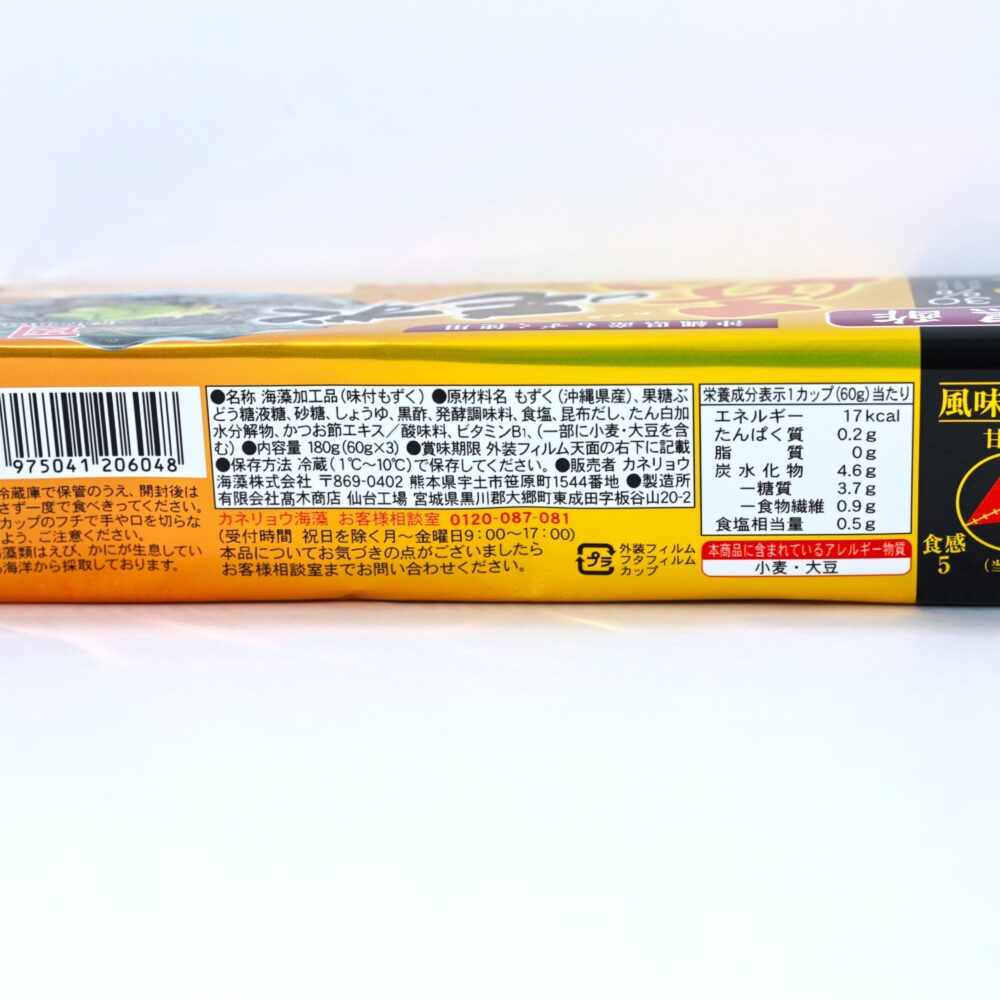 沖縄県産もずく使用
黒酢
975041 206048
冷蔵庫で保管のうえ、開封後は
さず一度で食べきってください。
カップのフチで手や口を切らな
よう、ご注意ください。
藻類はえび、かにが生息してい
海洋から採取しております。
●名称 海藻加工品(味付もずく) ●原材料名 もずく(沖縄県産)、果糖ぶ
どう糖液糖、砂糖、しょうゆ、黒酢、発酵調味料、食塩、昆布だし、たん白加
水分解物、かつお節エキス/酸味料、ビタミンB₁、(一部に小麦・大豆を含
む) ●内容量 180g(60g×3) ●賞味期限 外装フィルム天面の右下に記載
●保存方法 冷蔵(1℃〜10℃)で保存してください。●販売者 カネリョウ
海藻株式会社 〒869-0402 熊本県宇土市笹原町1544番地 ●製造所
有限会社髙木商店 仙台工場 宮城県黒川郡大郷町東成田字板谷山20-2
カネリョウ海藻 お客様相談室 0120-087-081
(受付時間 祝日を除く月〜金曜日9:00〜17:00)
本品についてお気づきの点がございましたら
お客様相談室までお問い合わせください。
プラ
外装フィルム
フタフィルム
カップ
栄養成分表示1カップ(60g)当たり
エネルギー 17kcal
たんぱく質 0.2g
脂質 0g
炭水化物 4.6g
ー糖質 3.7g
ー食物繊維 0.9g
食塩相当量 0.5g
本商品に含まれているアレルギー物質
小麦・大豆
風味
甘
食感
5
(当